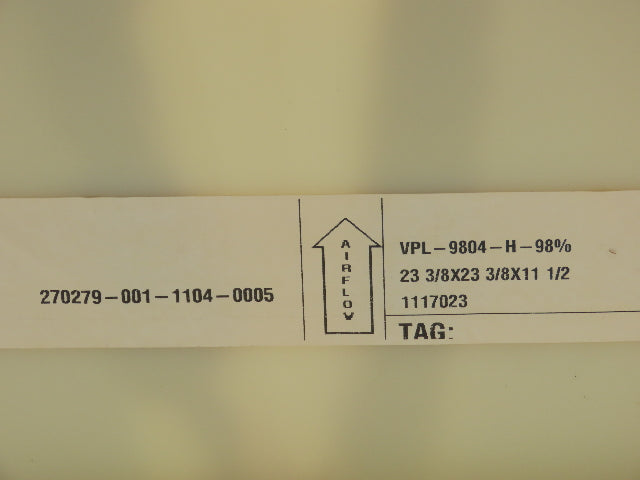 270279-001-1104-0005
AIRFLOW
VPL-9804-H-98%
23 3/8X23 3/8X11 1/2
1117023
TAG: